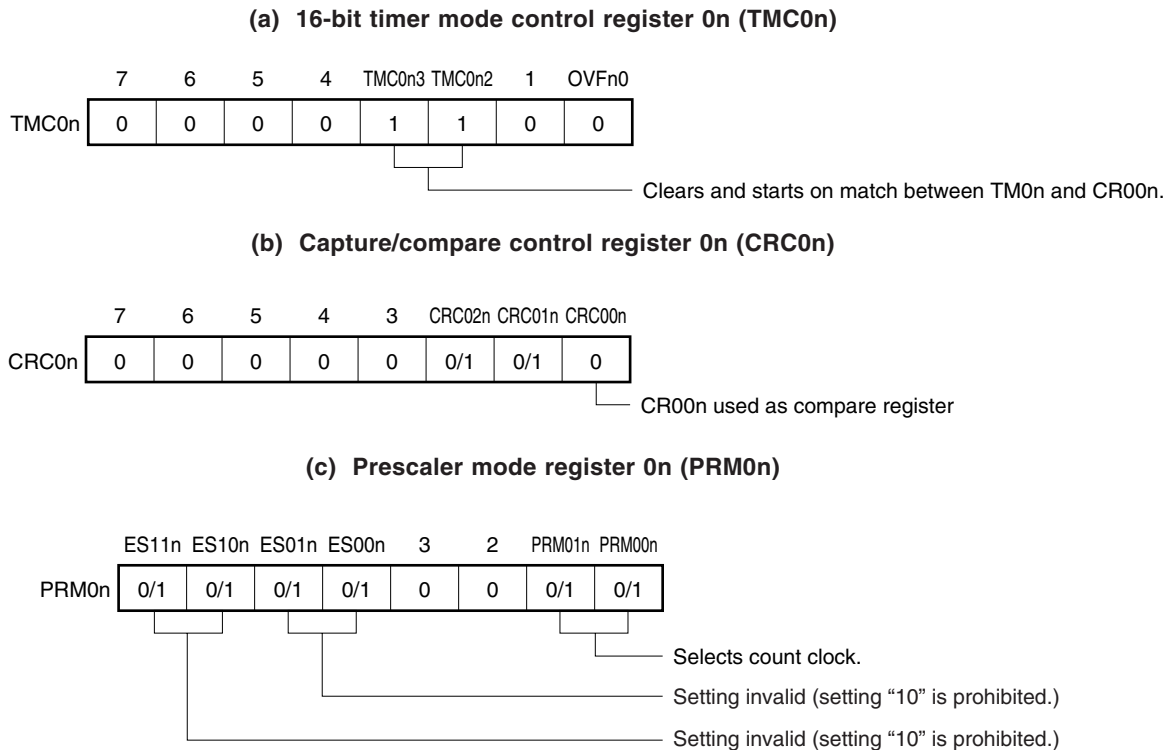 (a) 16-bit timer mode control register 0n (TMC0n)
7 6 5 4 TMC0n3 TMC0n2 1 OVFn0
TMC0n 0 0 0 0 1 1 0 0
Clears and starts on match between TM0n and CR00n.
(b) Capture/compare control register 0n (CRC0n)
7 6 5 4 3 CRC02n CRC01n CRC00n
CRC0n 0 0 0 0 0 0/1 0/1 0
CR00n used as compare register
(c) Prescaler mode register 0n (PRM0n)
ES11n ES10n ES01n ES00n 3 2 PRM01n PRM00n
PRM0n 0/1 0/1 0/1 0/1 0 0 0/1 0/1
Selects count clock.
Setting invalid (setting “10” is prohibited.)
Setting invalid (setting “10” is prohibited.)